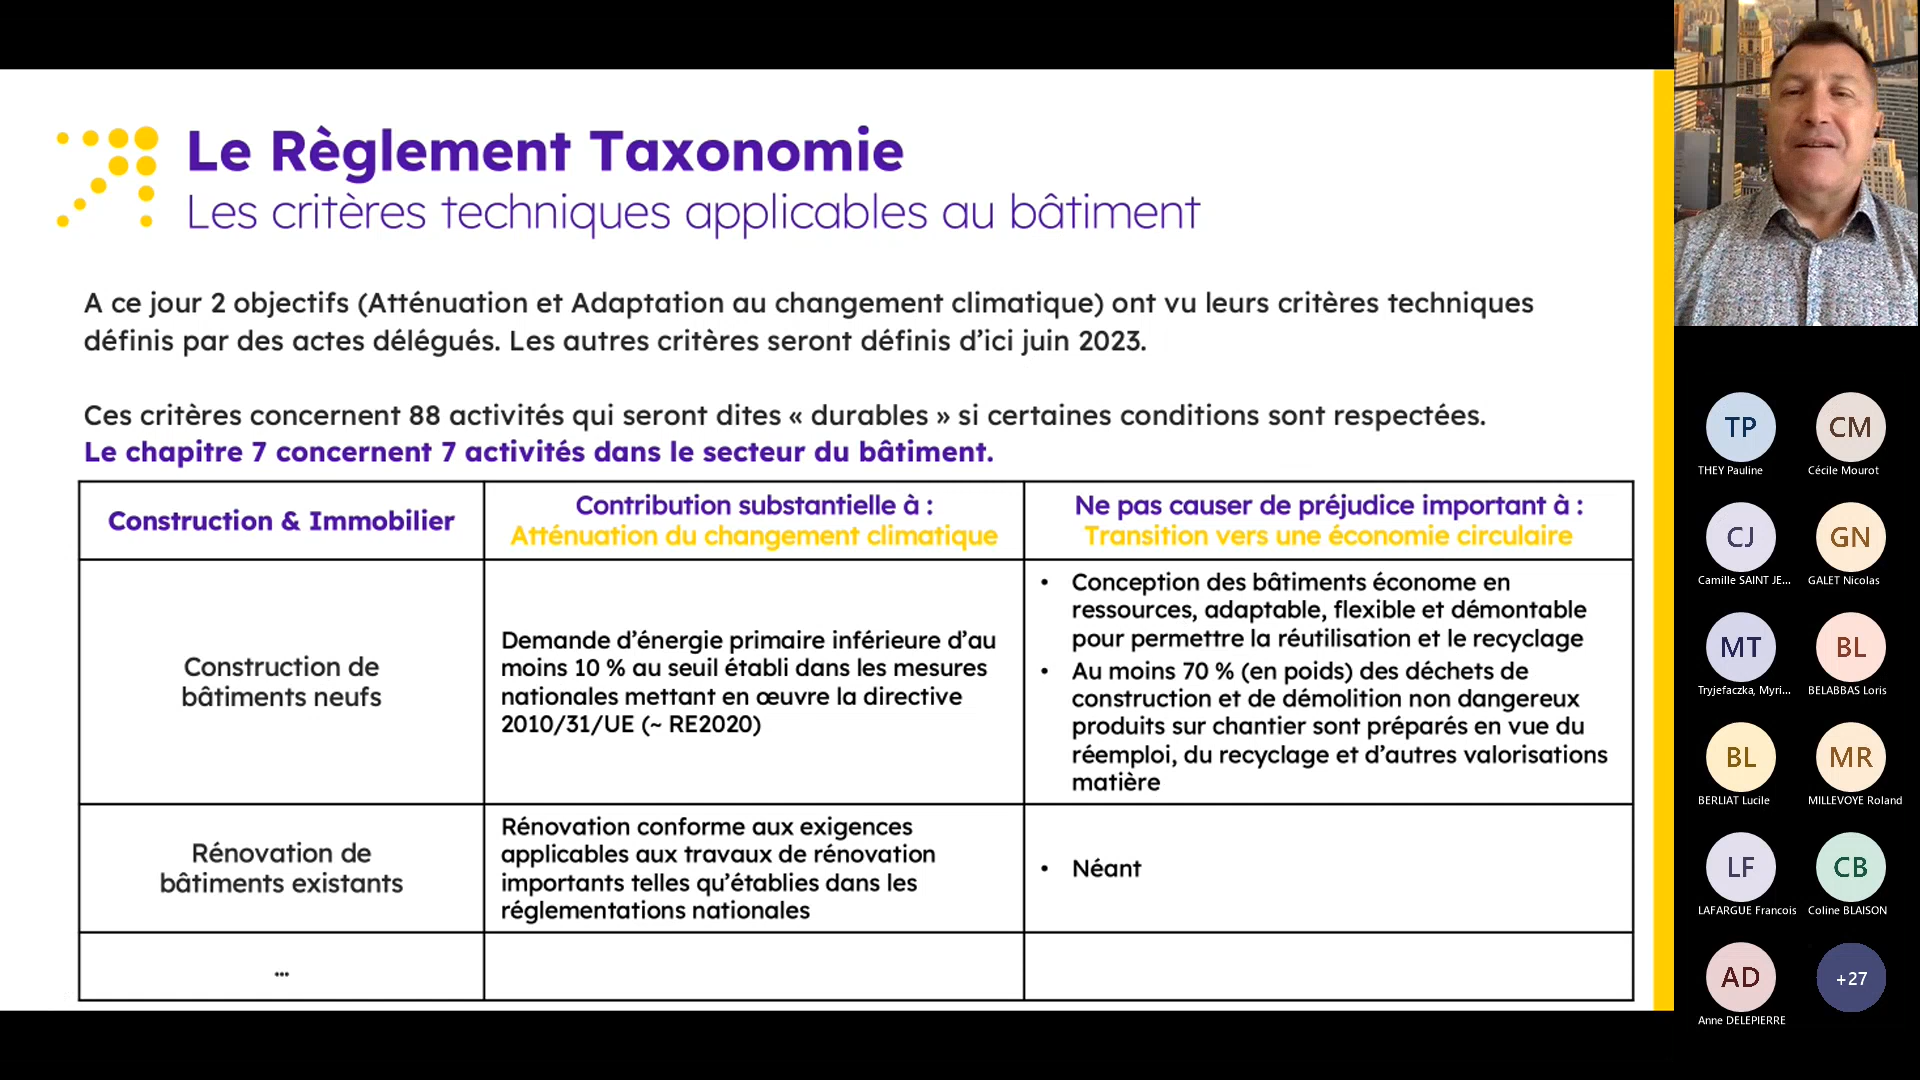 Le Règlement Taxonomie
Les critères techniques applicables au bâtiment
A ce jour 2 objectifs (Atténuation et Adaptation au changement climatique) ont vu leurs critères techniques
définis par des actes délégués. Les autres critères seront définis d’ici juin 2023.
Ces critères concernent 88 activités qui seront dites « durables » si certaines conditions sont respectées.
Le chapitre 7 concernent 7 activités dans le secteur du bâtiment.
Construction & Immobilier
Contribution substantielle à :
Atténuation du changement climatique
Ne pas causer de préjudice important à :
Transition vers une économie circulaire
Construction de
bâtiments neufs
Demande d’énergie primaire inférieure d’au
moins 10 % au seuil établi dans les mesures
nationales mettant en œuvre la directive
2010/31/UE (~ RE2020)
• Conception des bâtiments économe en
ressources, adaptable, flexible et démontable
pour permettre la réutilisation et le recyclage
• Au moins 70 % (en poids) des déchets de
construction et de démolition non dangereux
produits sur chantier sont préparés en vue du
réemploi, du recyclage et d’autres valorisations
matière
Rénovation de
bâtiments existants
Rénovation conforme aux exigences
applicables aux travaux de rénovation
importants telles qu’établies dans les
réglementations nationales
• Néant
...
TP
THEY Pauline
CM
Cécile Mourot
CJ
Camille SAINT JE...
GN
GALET Nicolas
MT
Tryjefaczka, Myri...
BL
BELABBAS Loris
BL
BERLIAT Lucile
MR
MILLEVOYE Roland
LF
LAFARGUE Francois
CB
Coline BLAISON
AD
Anne DELEPIERRE
+27